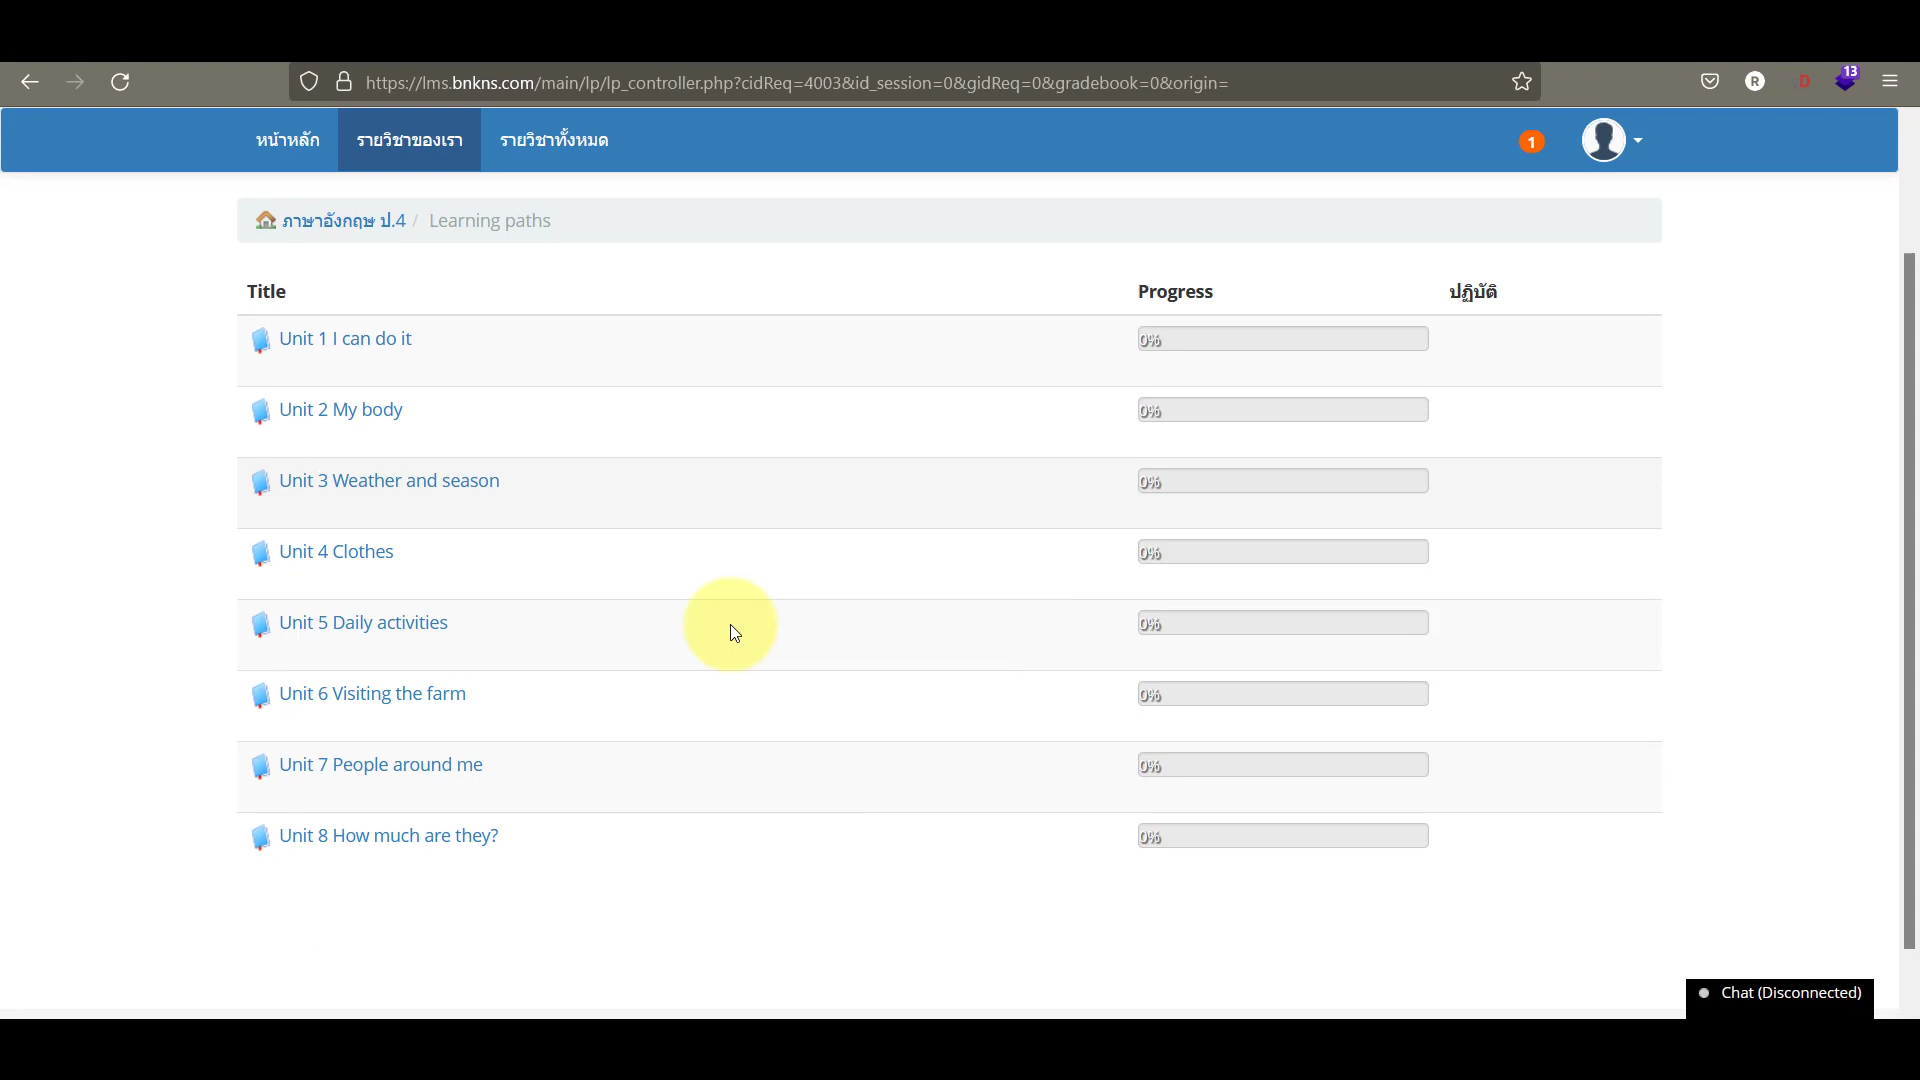 https://lms.bnkns.com/main/lp/lp_controller.php?cidReq=4003&id_session=0&gidReq=0&gradebook=0&origin=
R D 13
หน้าหลัก รายวิชาของเรา รายวิชาทั้งหมด 1
ภาษาอังกฤษ ป.4 / Learning paths
Title Progress ปฏิบัติ
Unit 1 I can do it 0%
Unit 2 My body 0%
Unit 3 Weather and season 0%
Unit 4 Clothes 0%
Unit 5 Daily activities 0%
Unit 6 Visiting the farm 0%
Unit 7 People around me 0%
Unit 8 How much are they? 0%
Chat (Disconnected)